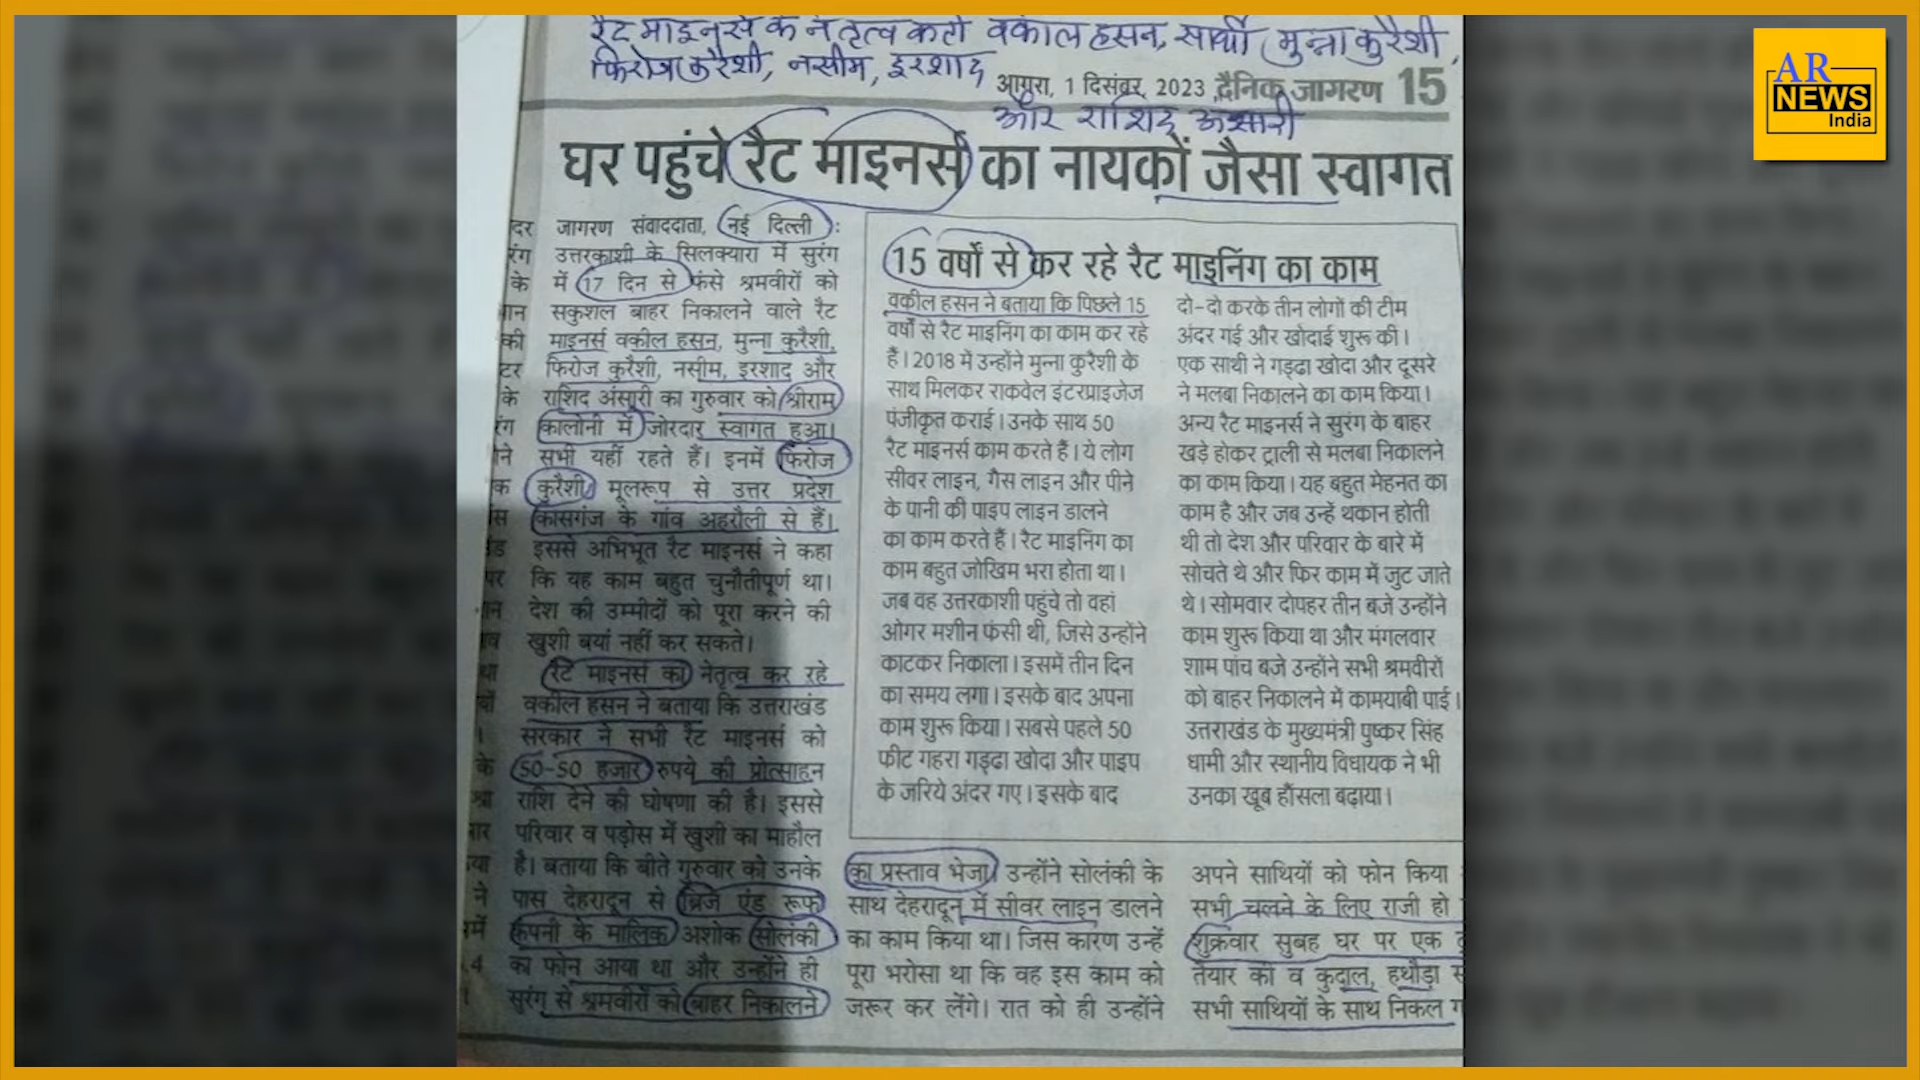 रैट माइनर्स के नेतृत्व कर्ता वकील हसन, साथी मुन्ना कुरैशी,
फिरोज कुरैशी, नसीम, इरशाद
और राशिद अंसारी
आगरा, 1 दिसंबर, 2023 दैनिक जागरण 15
AR
NEWS
India
घर पहुंचे रैट माइनर्स का नायकों जैसा स्वागत
जागरण संवाददाता, नई दिल्ली :
उत्तरकाशी के सिलक्यारा में सुरंग
में 17 दिन से फंसे श्रमवीरों को
सकुशल बाहर निकालने वाले रैट
माइनर्स वकील हसन, मुन्ना कुरैशी,
फिरोज कुरैशी, नसीम, इरशाद और
राशिद अंसारी का गुरुवार को श्रीराम
कालोनी में जोरदार स्वागत हुआ।
सभी यहीं रहते हैं। इनमें फिरोज
कुरैशी मूलरूप से उत्तर प्रदेश
कासगंज के गांव अहरौली से हैं।
इससे अभिभूत रैट माइनर्स ने कहा
कि यह काम बहुत चुनौतीपूर्ण था।
देश की उम्मीदों को पूरा करने की
खुशी बयां नहीं कर सकते।
रैट माइनर्स का नेतृत्व कर रहे
वकील हसन ने बताया कि उत्तराखंड
सरकार ने सभी रैट माइनर्स को
50-50 हजार रुपये की प्रोत्साहन
राशि देने की घोषणा की है। इससे
परिवार व पड़ोस में खुशी का माहौल
है। बताया कि बीते गुरुवार को उनके
पास देहरादून से ब्रिज एंड रूफ
कंपनी के मालिक अशोक सोलंकी
का फोन आया था और उन्होंने ही
सुरंग से श्रमवीरों को बाहर निकालने
15 वर्षों से कर रहे रैट माइनिंग का काम
वकील हसन ने बताया कि पिछले 15
वर्षों से रैट माइनिंग का काम कर रहे
हैं। 2018 में उन्होंने मुन्ना कुरैशी के
साथ मिलकर राकवेल इंटरप्राइजेज
पंजीकृत कराई। उनके साथ 50
रैट माइनर्स काम करते हैं। ये लोग
सीवर लाइन, गैस लाइन और पीने
के पानी की पाइप लाइन डालने
का काम करते हैं। रैट माइनिंग का
काम बहुत जोखिम भरा होता था।
जब वह उत्तरकाशी पहुंचे तो वहां
ओगर मशीन फंसी थी, जिसे उन्होंने
काटकर निकाला। इसमें तीन दिन
का समय लगा। इसके बाद अपना
काम शुरू किया। सबसे पहले 50
फीट गहरा गड्ढा खोदा और पाइप
के जरिये अंदर गए। इसके बाद
दो-दो करके तीन लोगों की टीम
अंदर गई और खोदाई शुरू की।
एक साथी ने गड्ढा खोदा और दूसरे
ने मलबा निकालने का काम किया।
अन्य रैट माइनर्स ने सुरंग के बाहर
खड़े होकर ट्राली से मलबा निकालने
का काम किया। यह बहुत मेहनत का
काम है और जब उन्हें थकान होती
थी तो देश और परिवार के बारे में
सोचते थे और फिर काम में जुट जाते
थे। सोमवार दोपहर तीन बजे उन्होंने
काम शुरू किया था और मंगलवार
शाम पांच बजे उन्होंने सभी श्रमवीरों
को बाहर निकालने में कामयाबी पाई।
उत्तराखंड के मुख्यमंत्री पुष्कर सिंह
धामी और स्थानीय विधायक ने भी
उनका खूब हौंसला बढ़ाया।
का प्रस्ताव भेजा। उन्होंने सोलंकी के
साथ देहरादून में सीवर लाइन डालने
का काम किया था। जिस कारण उन्हें
पूरा भरोसा था कि वह इस काम को
जरूर कर लेंगे। रात को ही उन्होंने
अपने साथियों को फोन किया
सभी चलने के लिए राजी हो
शुक्रवार सुबह घर पर एक
तैयार की व कुदाल, हथौड़ा
सभी साथियों के साथ निकल